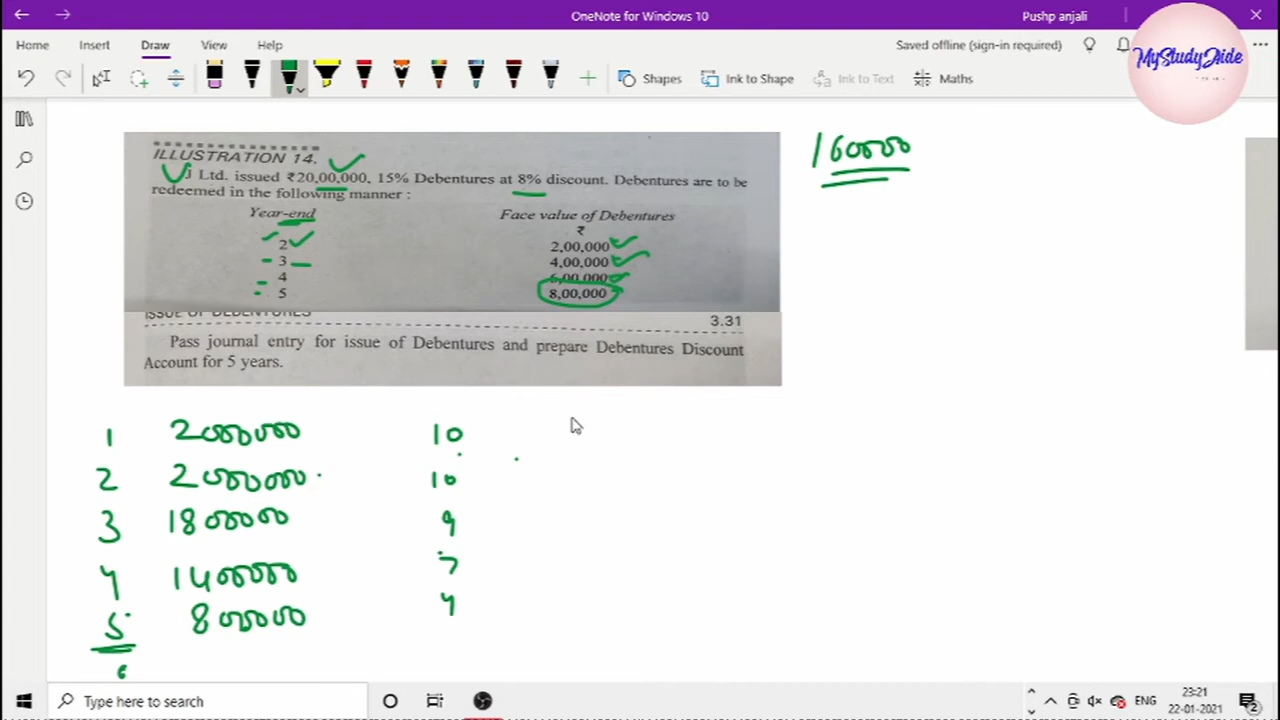 OneNote for Windows 10
Pushp anjali
Home Insert Draw View Help
Saved offline (sign-in required)
MyStudyAide
Shapes
Ink to Shape
Ink to Text
Maths
160000
ILLUSTRATION 14.
J Ltd. issued ₹20,00,000, 15% Debentures at 8% discount. Debentures are to be
redeemed in the following manner :
Year-end Face value of Debentures
₹
2 2,00,000
3 4,00,000
4 6,00,000
5 8,00,000
ISSUE OF DEBENTURES 3.31
Pass journal entry for issue of Debentures and prepare Debentures Discount
Account for 5 years.
1 2000000 10
2 2000000 10
3 1800000 9
4 1400000 7
5 800000 4
6
Type here to search
ENG
23:21
22-01-2021
2